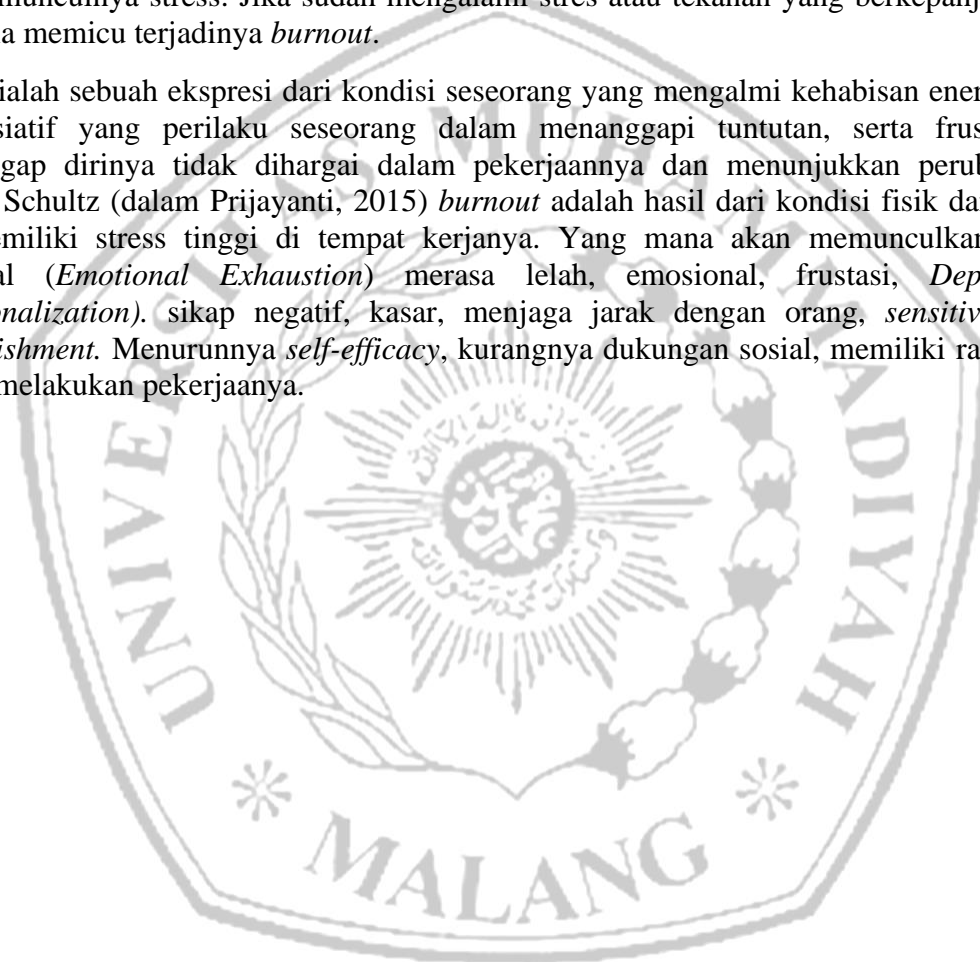 munculnya stress. Jika sudah mengalami stres atau tekanan yang berkepanj
a memicu terjadinya burnout.
ialah sebuah ekspresi dari kondisi seseorang yang mengalmi kehabisan ener
siatif yang perilaku seseorang dalam menanggapi tuntutan, serta frus
gap dirinya tidak dihargai dalam pekerjaannya dan menunjukkan perub
Schultz (dalam Prijayanti, 2015) burnout adalah hasil dari kondisi fisik da
emiliki stress tinggi di tempat kerjanya. Yang mana akan memunculkan
al (Emotional Exhaustion) merasa lelah, emosional, frustasi, Dep
onalization). sikap negatif, kasar, menjaga jarak dengan orang, sensitiv
ishment. Menurunnya self-efficacy, kurangnya dukungan sosial, memiliki ra
melakukan pekerjaanya.
UNIVERSITAS MUHAMMADIYAH
MALANG